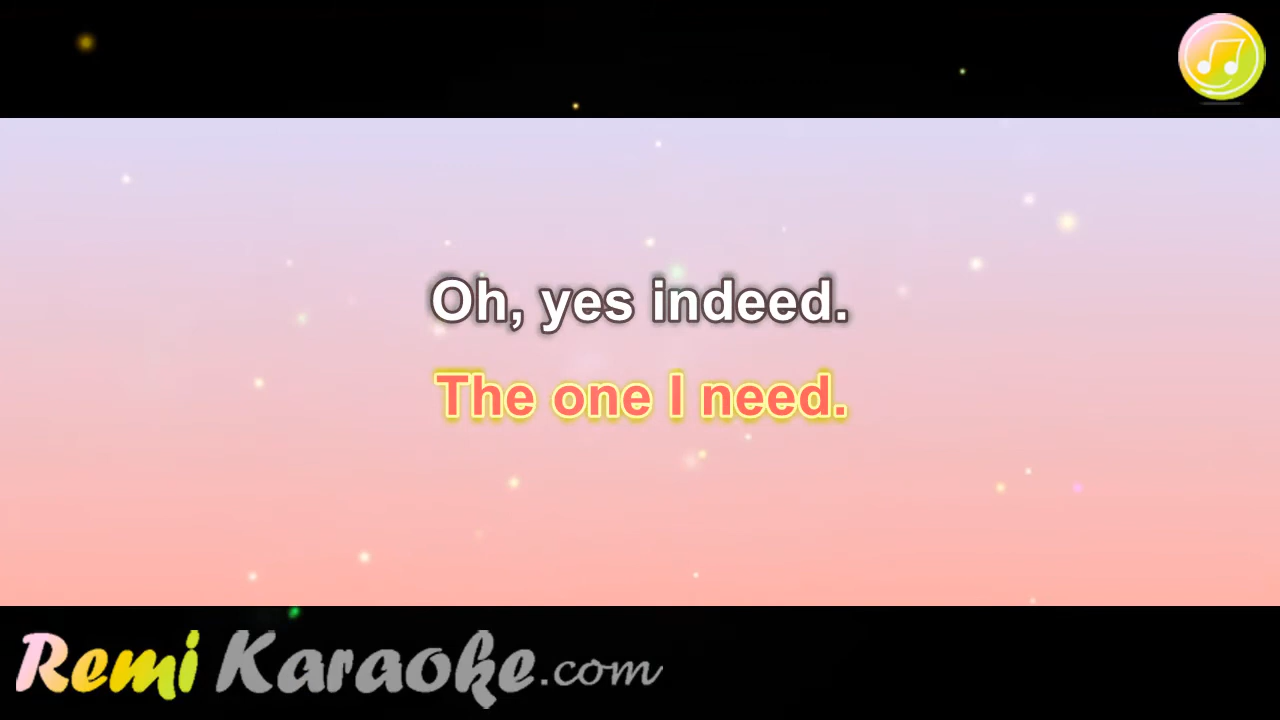 Oh, yes indeed.
The one I need.
Remi Karaoke.com